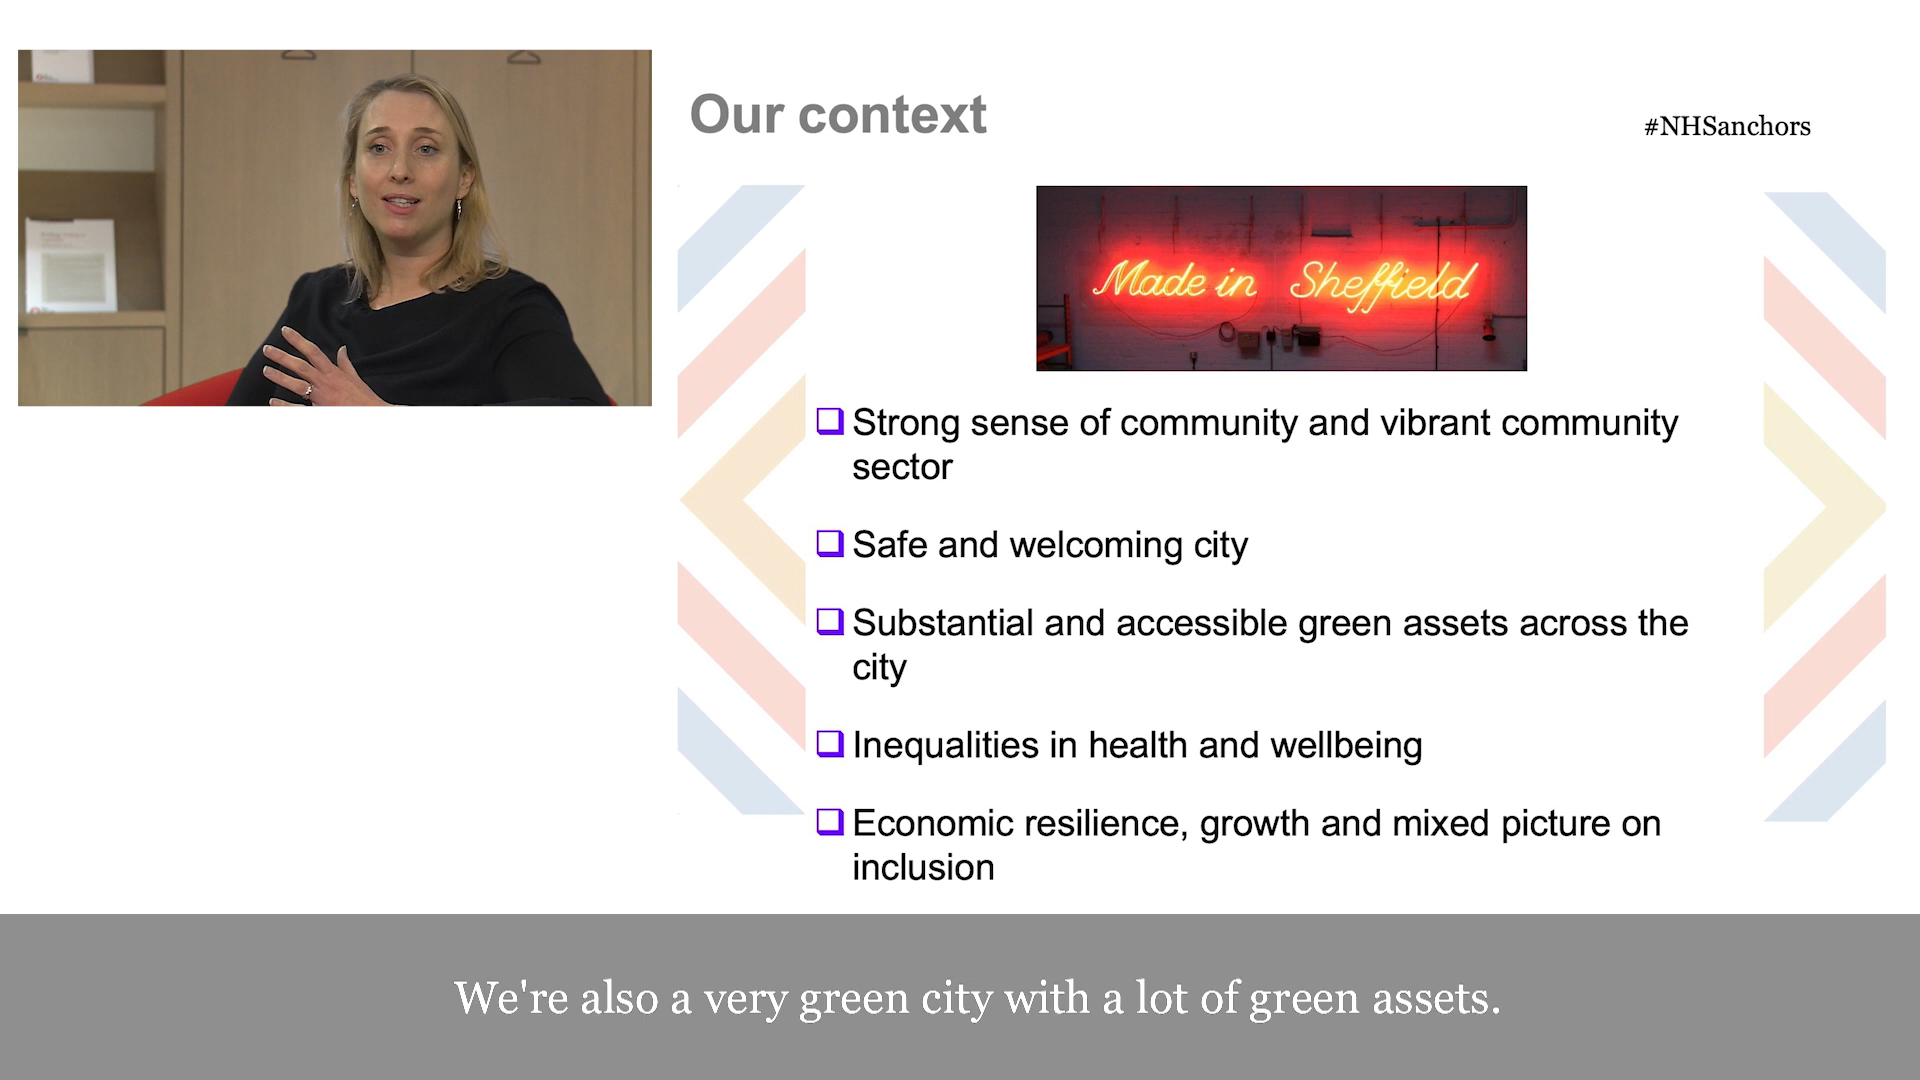 Our context
#NHSanchors
Made in Sheffield
Strong sense of community and vibrant community
sector
Safe and welcoming city
Substantial and accessible green assets across the
city
Inequalities in health and wellbeing
Economic resilience, growth and mixed picture on
inclusion
We're also a very green city with a lot of green assets.